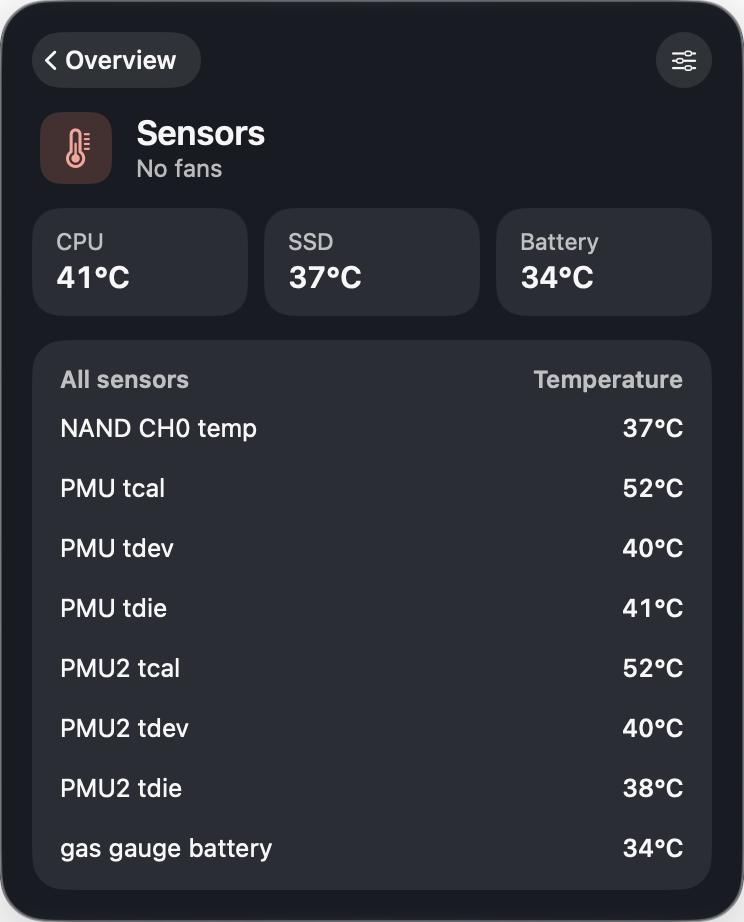 Overview
Sensors
No fans
CPU
41°C
SSD
37°C
Battery
34°C
All sensors Temperature
NAND CH0 temp 37°C
PMU tcal 52°C
PMU tdev 40°C
PMU tdie 41°C
PMU2 tcal 52°C
PMU2 tdev 40°C
PMU2 tdie 38°C
gas gauge battery 34°C